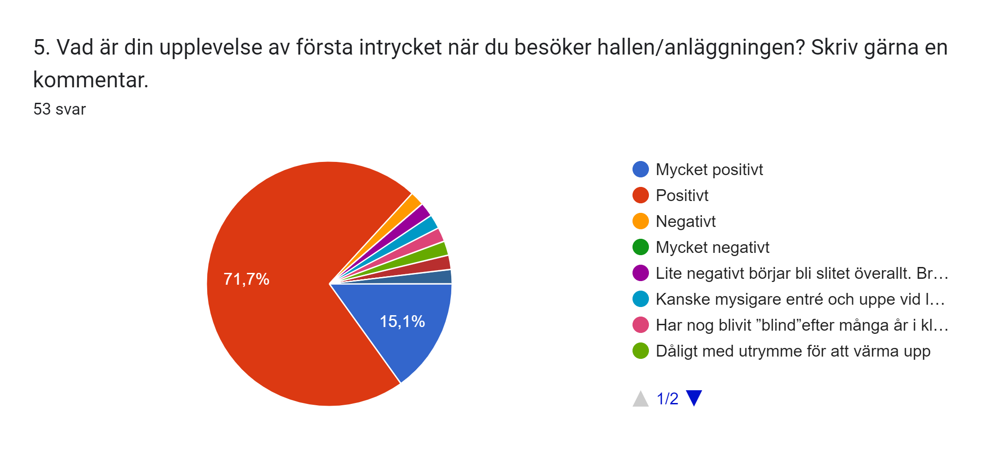 5. Vad är din upplevelse av första intrycket när du besöker hallen/anläggningen? Skriv gärna en
kommentar.
53 svar
71,7%
15,1%
Mycket positivt
Positivt
Negativt
Mycket negativt
Lite negativt börjar bli slitet överallt. Br…
Kanske mysigare entré och uppe vid l…
Har nog blivit ”blind”efter många år i kl…
Dåligt med utrymme för att värma upp
1/2